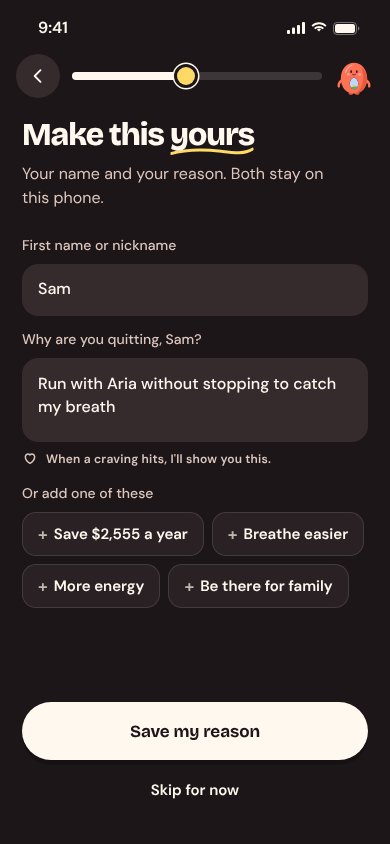 9:41
Make this yours
Your name and your reason. Both stay on
this phone.
First name or nickname
Sam
Why are you quitting, Sam?
Run with Aria without stopping to catch
my breath
When a craving hits, I'll show you this.
Or add one of these
+ Save $2,555 a year
+ Breathe easier
+ More energy
+ Be there for family
Save my reason
Skip for now